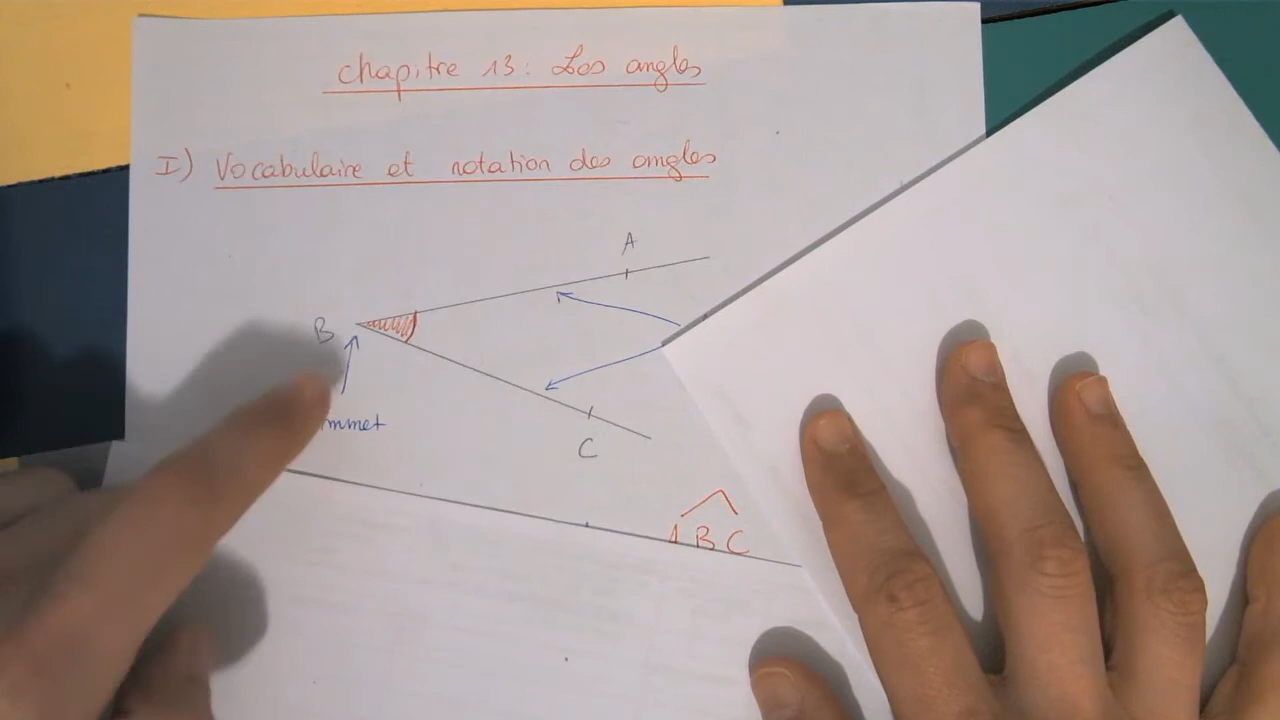 Chapitre 13: Les angles
I) Vocabulaire et notation des angles
A
B
C
ABC